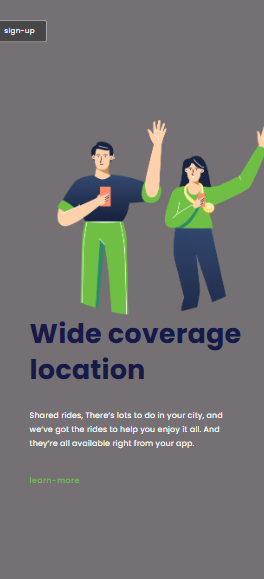 sign-up
Wide coverage
location
Shared rides, There's lots to do in your city, and
we've got the rides to help you enjoy it all. And
they're all available right from your app.
learn-more